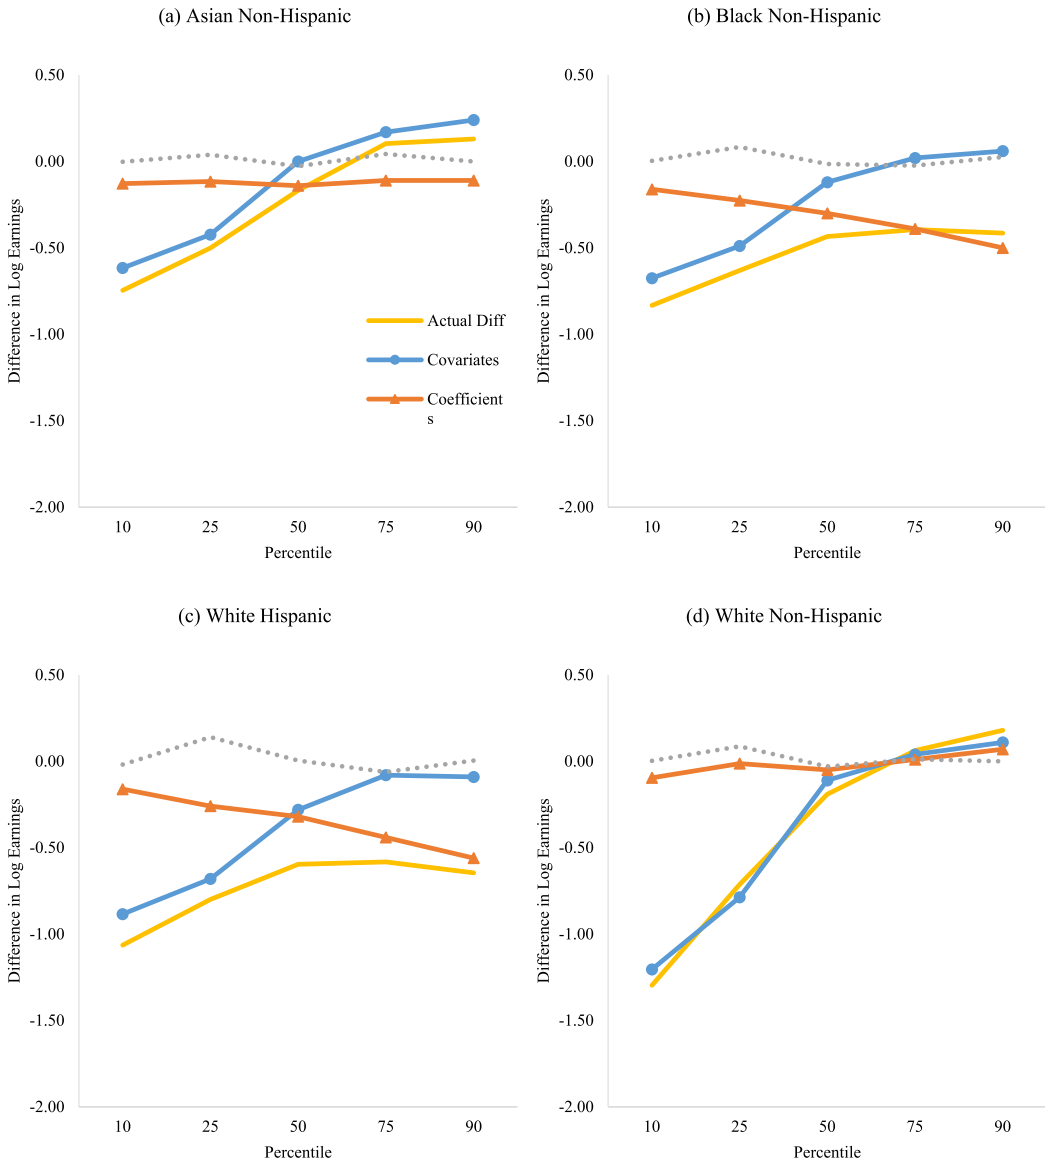 (a) Asian Non-Hispanic
0.50
0.00
-0.50
-1.00
-1.50
-2.00
Difference in Log Earnings
Actual Diff
Covariates
Coefficient
s
10 25 50 75 90
Percentile
(b) Black Non-Hispanic
0.50
0.00
-0.50
-1.00
-1.50
-2.00
Difference in Log Earnings
10 25 50 75 90
Percentile
(c) White Hispanic
0.50
0.00
-0.50
-1.00
-1.50
-2.00
Difference in Log Earnings
10 25 50 75 90
Percentile
(d) White Non-Hispanic
0.50
0.00
-0.50
-1.00
-1.50
-2.00
Difference in Log Earnings
10 25 50 75 90
Percentile